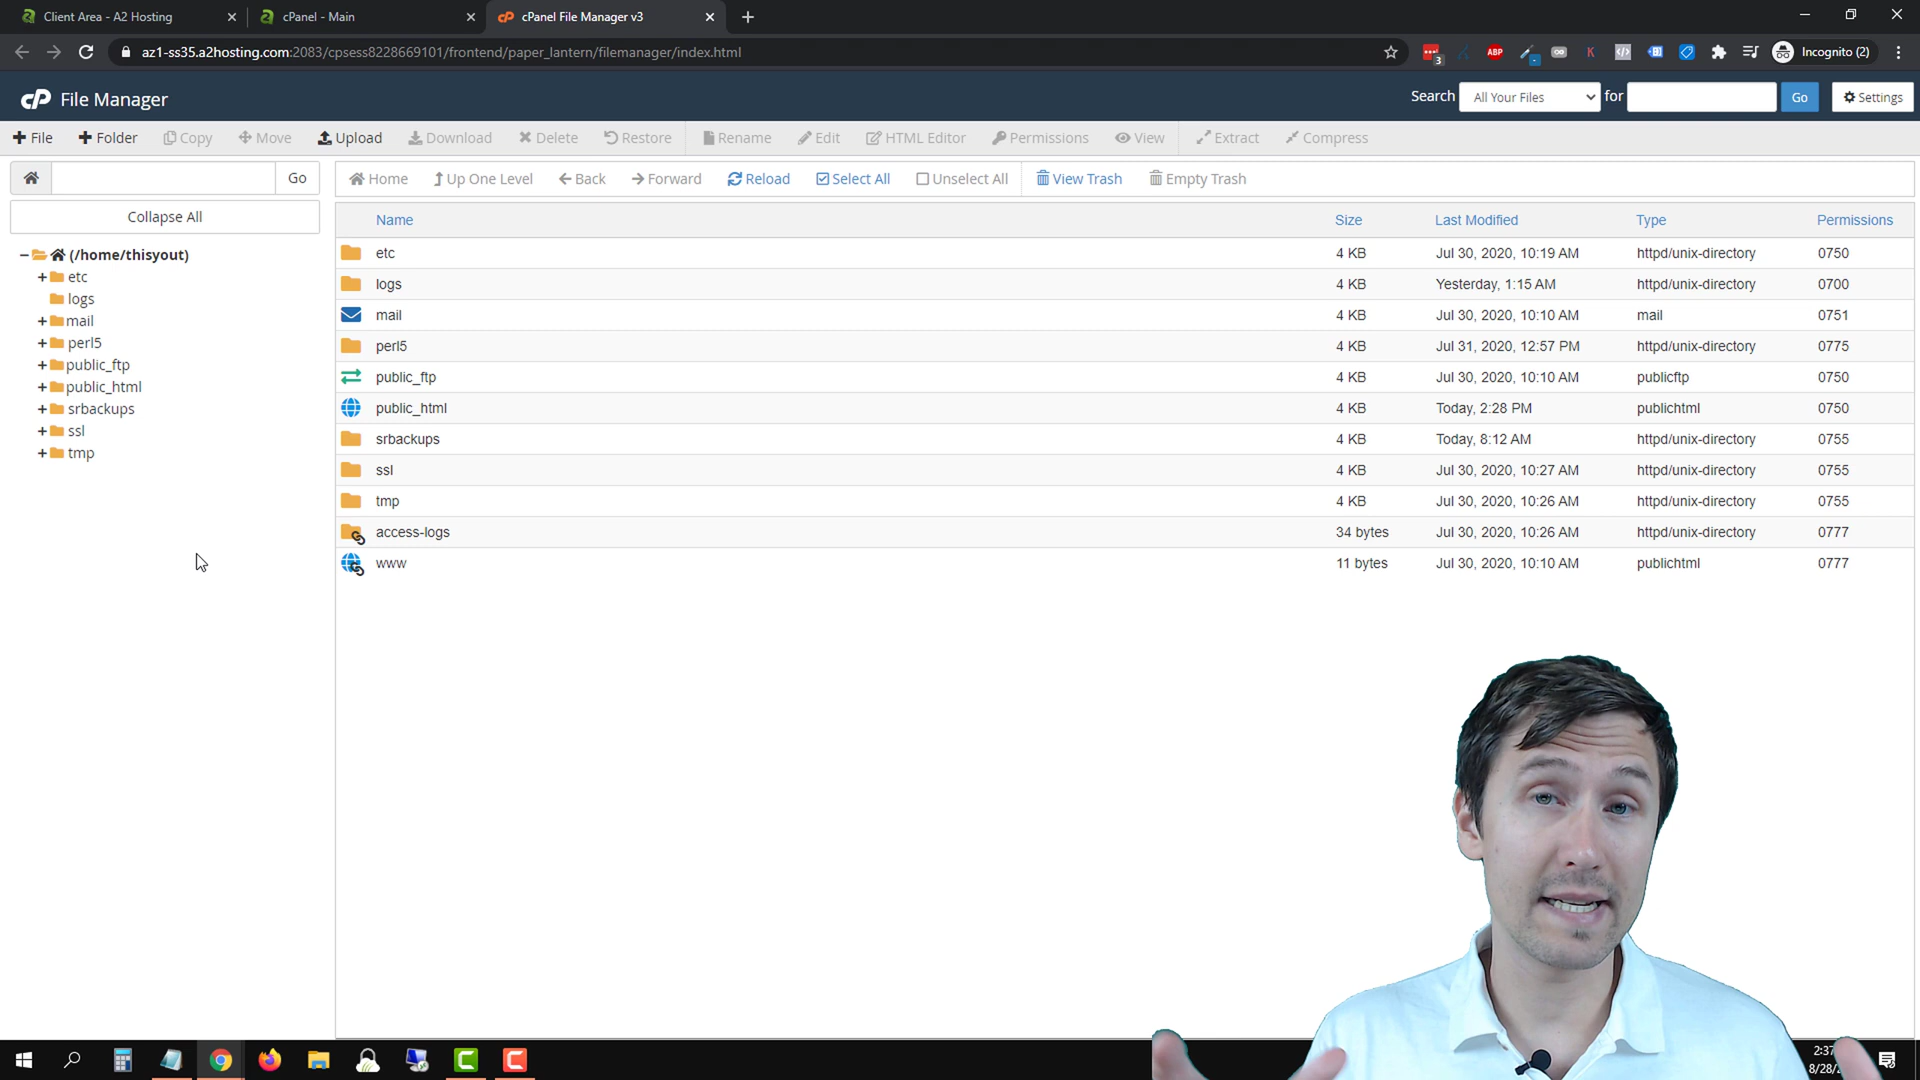 Client Area - A2 Hosting
cPanel - Main
cPanel File Manager v3
az1-ss35.a2hosting.com:2083/cpsess8228669101/frontend/paper_lantern/filemanager/index.html
3
ABP
K
Incognito (2)
cP File Manager
Search All Your Files for Go Settings
File Folder Copy Move Upload Download Delete Restore Rename Edit HTML Editor Permissions View Extract Compress
Go
Home Up One Level Back Forward Reload Select All Unselect All View Trash Empty Trash
Collapse All
(/home/thisyout)
etc
logs
mail
perl5
public_ftp
public_html
srbackups
ssl
tmp
Name Size Last Modified Type Permissions
etc 4 KB Jul 30, 2020, 10:19 AM httpd/unix-directory 0750
logs 4 KB Yesterday, 1:15 AM httpd/unix-directory 0700
mail 4 KB Jul 30, 2020, 10:10 AM mail 0751
perl5 4 KB Jul 31, 2020, 12:57 PM httpd/unix-directory 0775
public_ftp 4 KB Jul 30, 2020, 10:10 AM publicftp 0750
public_html 4 KB Today, 2:28 PM publichtml 0750
srbackups 4 KB Today, 8:12 AM httpd/unix-directory 0755
ssl 4 KB Jul 30, 2020, 10:27 AM httpd/unix-directory 0755
tmp 4 KB Jul 30, 2020, 10:26 AM httpd/unix-directory 0755
access-logs 34 bytes Jul 30, 2020, 10:26 AM httpd/unix-directory 0777
www 11 bytes Jul 30, 2020, 10:10 AM publichtml 0777
2:37
8/28/